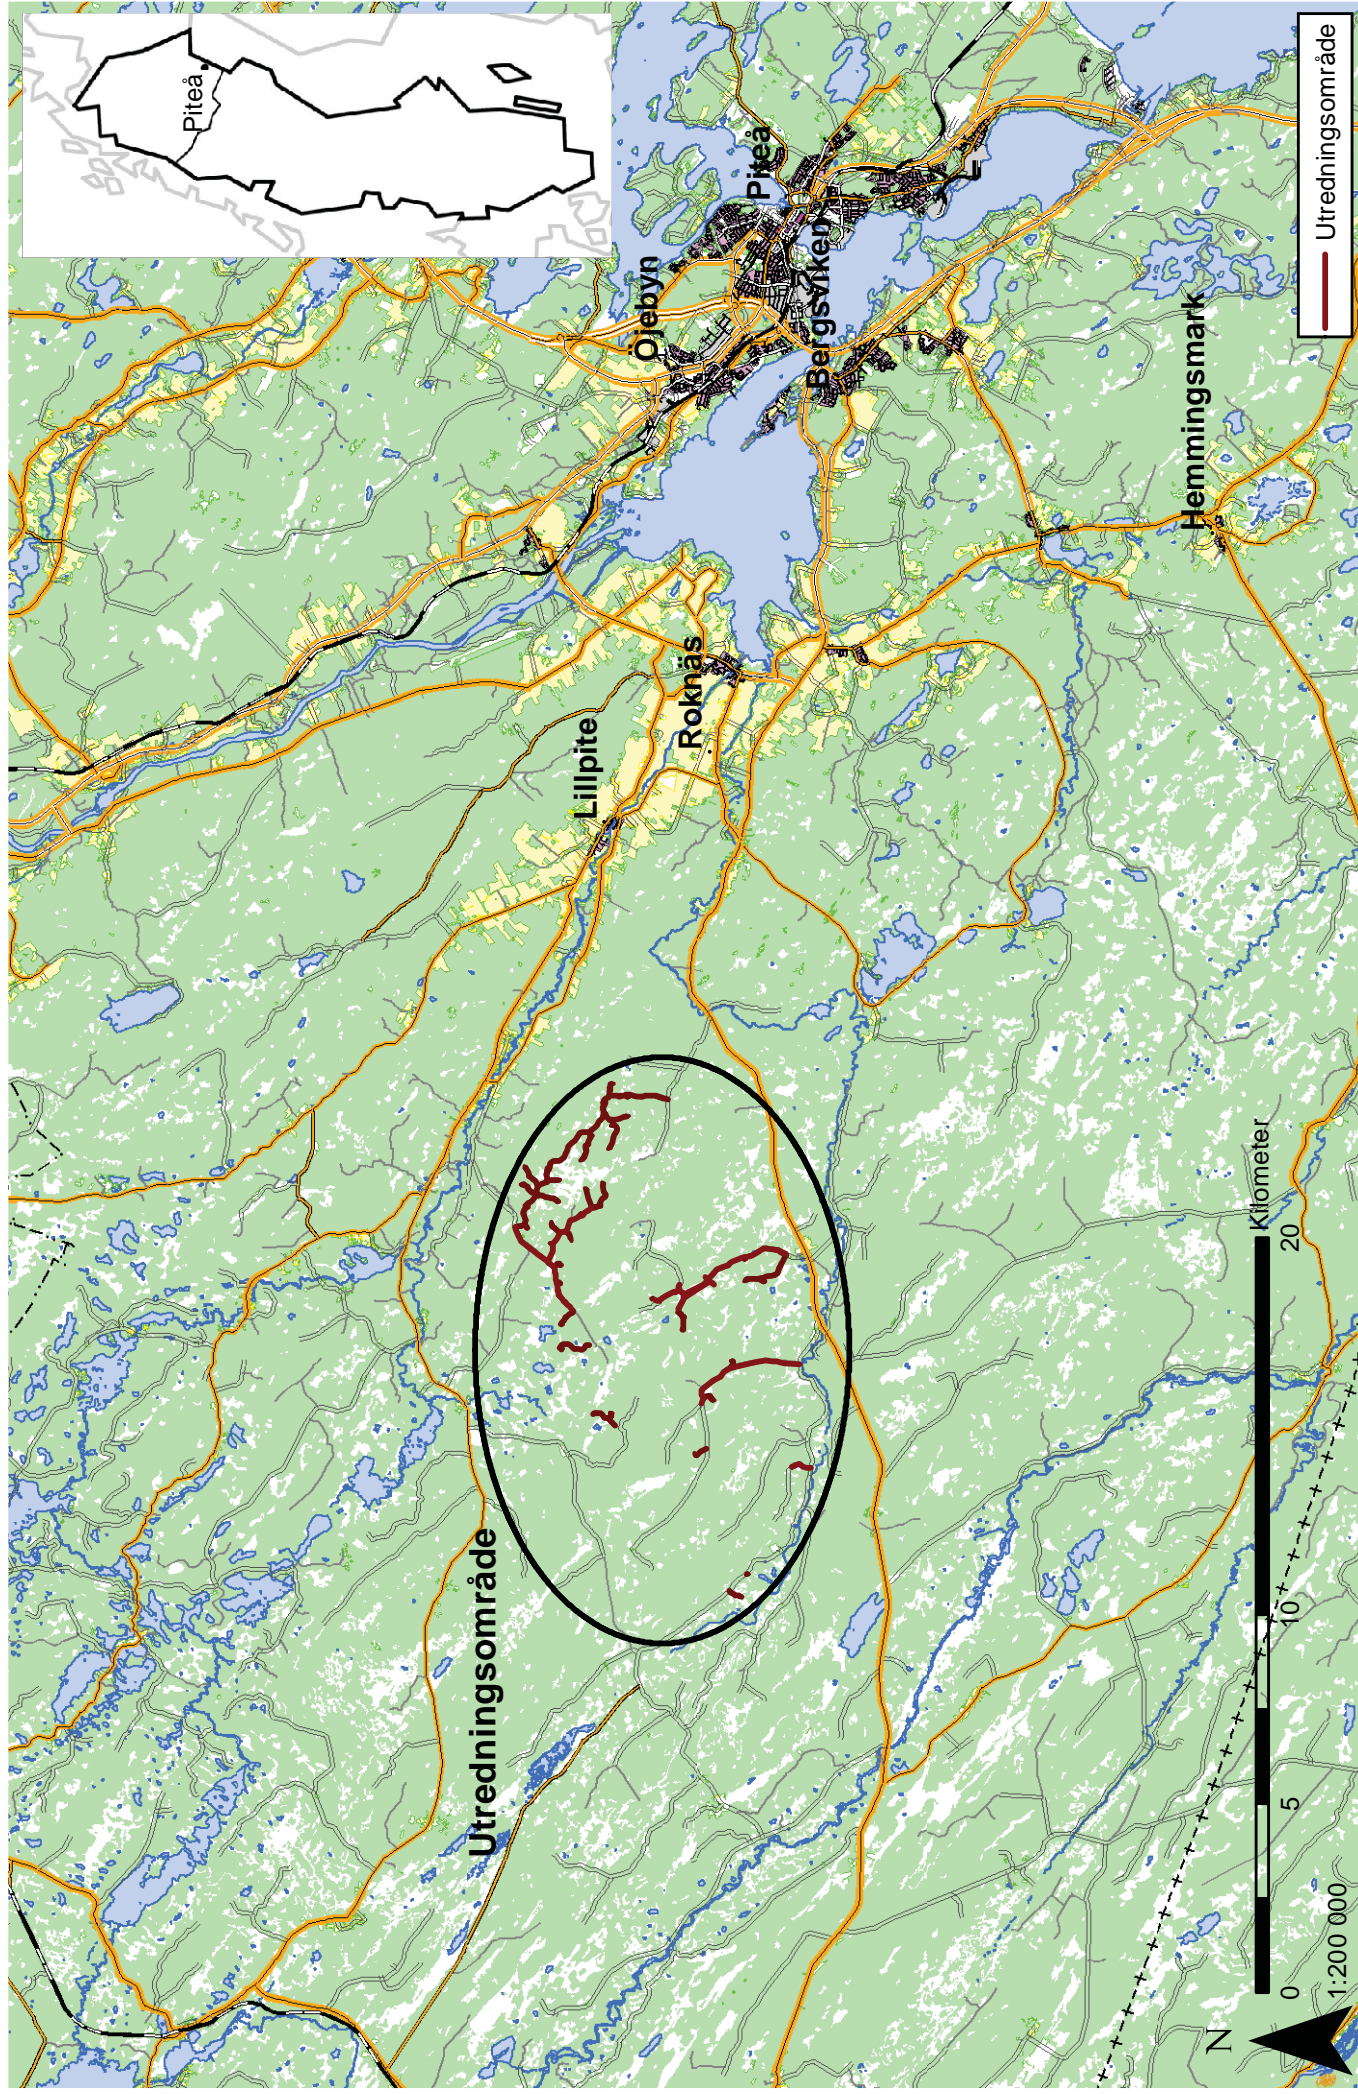 Piteå
Utredningsområde
Öjebyn
Piteå
Bergsviken
Hemmingsmark
Lillpite
Roknäs
Utredningsområde
Kilometer
0
5
10
20
1:200 000
N